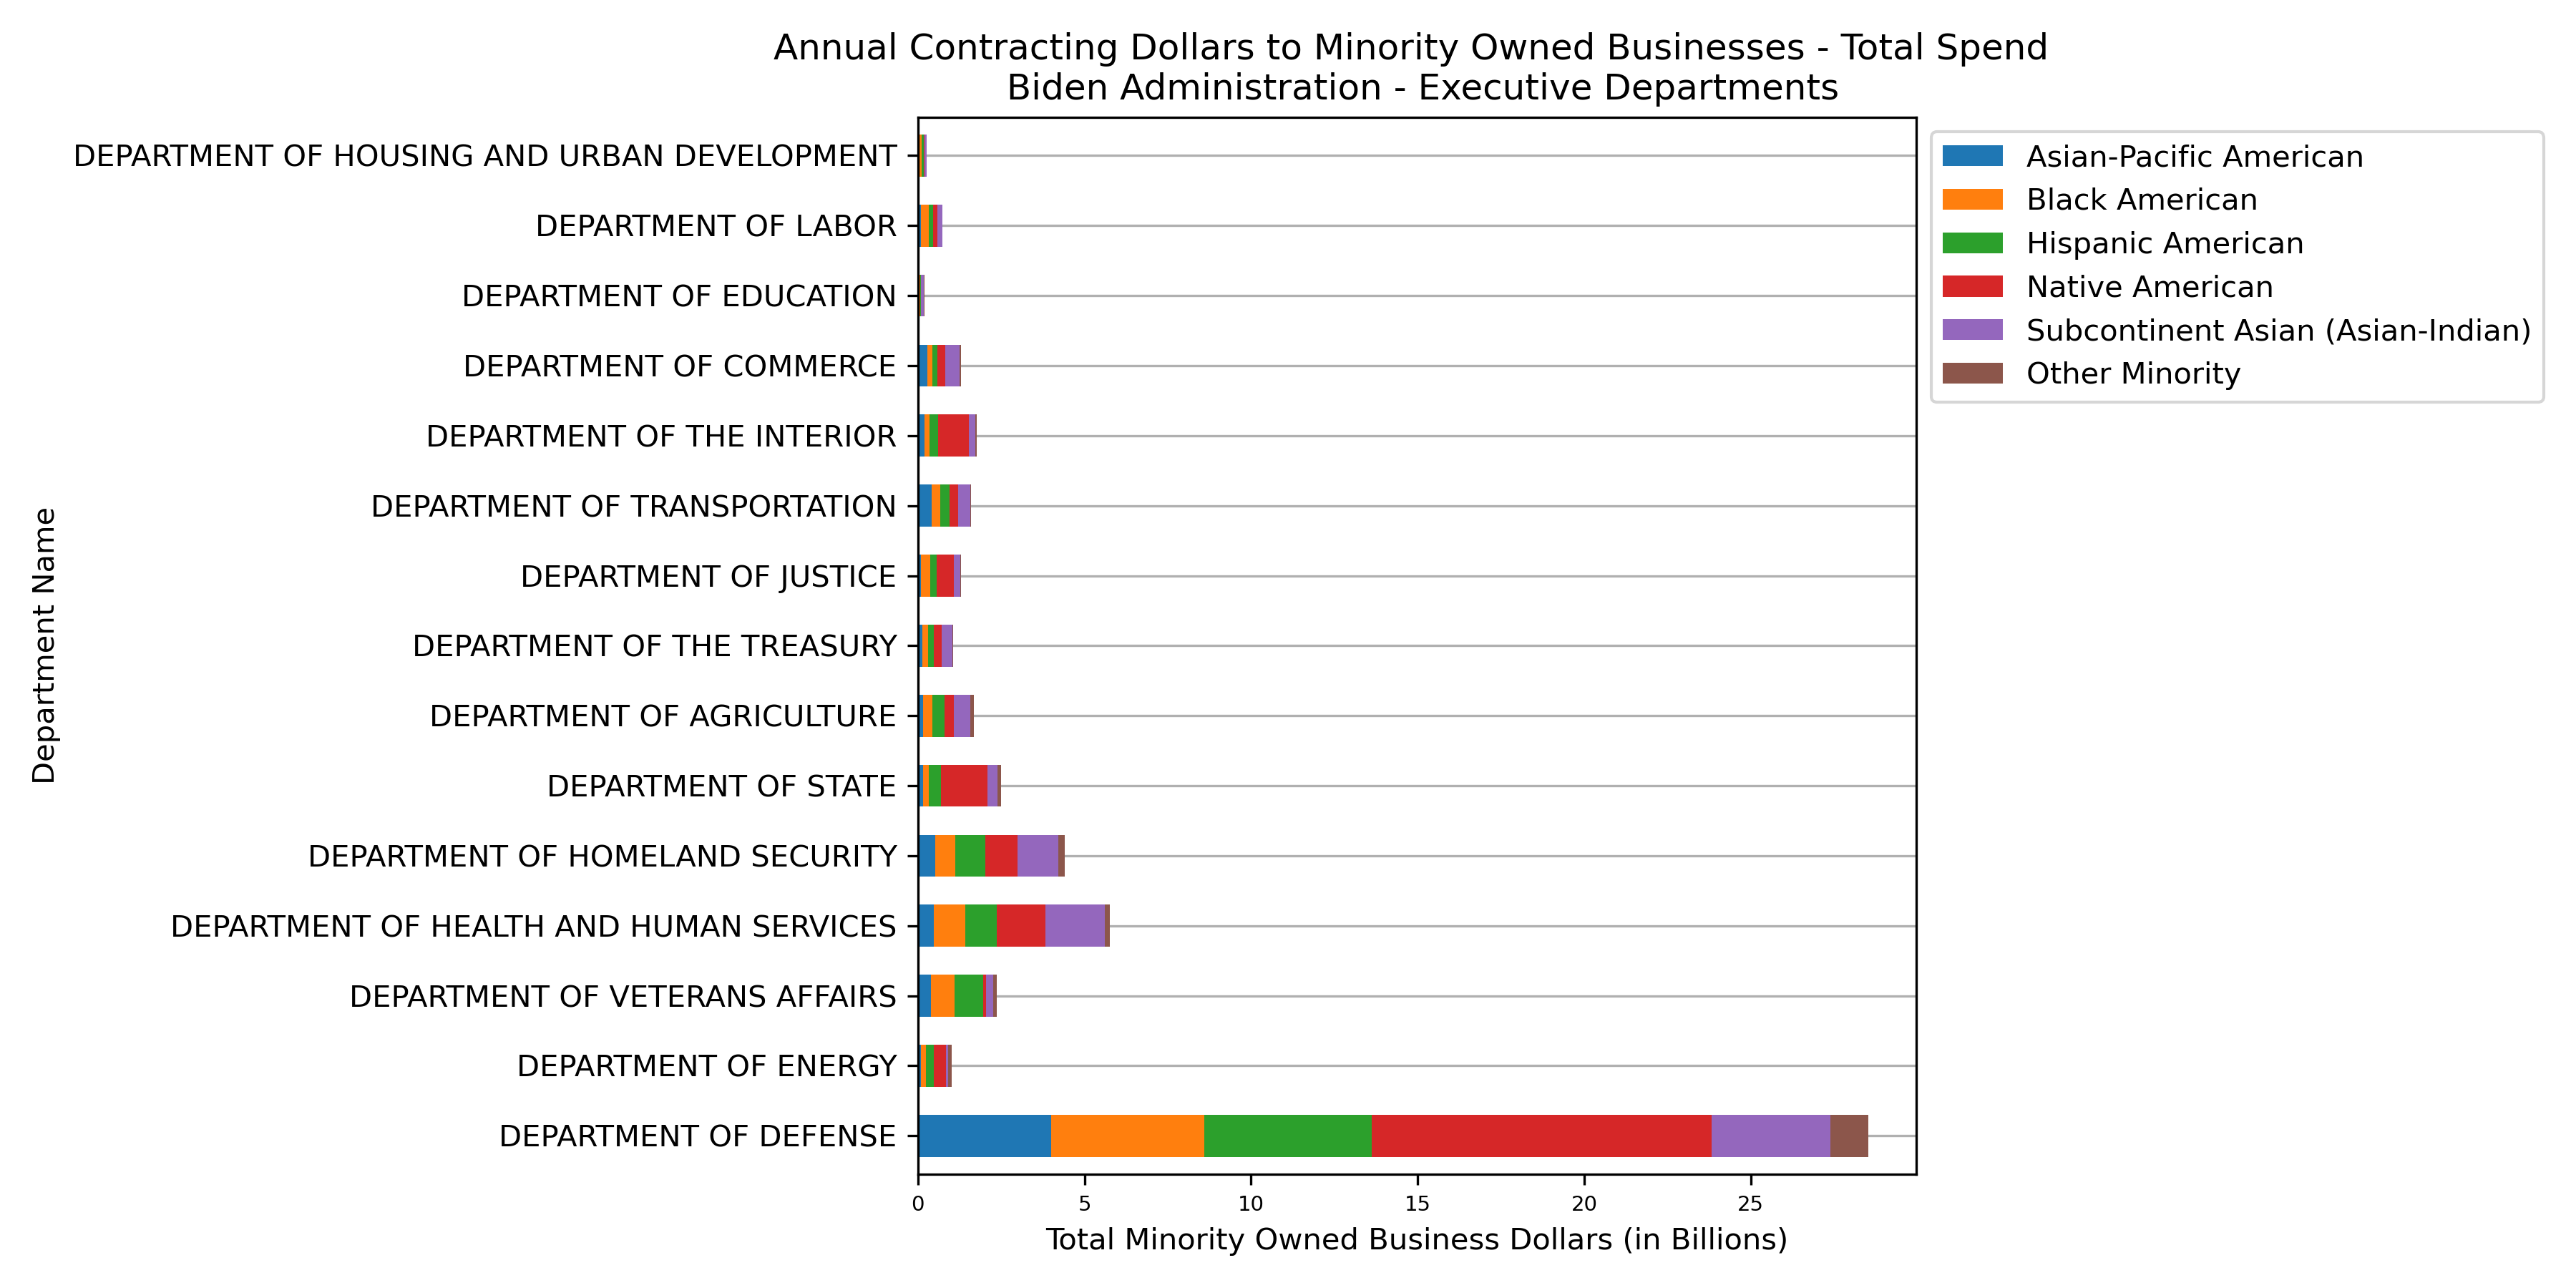 Annual Contracting Dollars to Minority Owned Businesses - Total Spend
Biden Administration - Executive Departments
DEPARTMENT OF HOUSING AND URBAN DEVELOPMENT
DEPARTMENT OF LABOR
DEPARTMENT OF EDUCATION
DEPARTMENT OF COMMERCE
DEPARTMENT OF THE INTERIOR
DEPARTMENT OF TRANSPORTATION
DEPARTMENT OF JUSTICE
DEPARTMENT OF THE TREASURY
DEPARTMENT OF AGRICULTURE
DEPARTMENT OF STATE
DEPARTMENT OF HOMELAND SECURITY
DEPARTMENT OF HEALTH AND HUMAN SERVICES
DEPARTMENT OF VETERANS AFFAIRS
DEPARTMENT OF ENERGY
DEPARTMENT OF DEFENSE
Department Name
0 5 10 15 20 25
Total Minority Owned Business Dollars (in Billions)
Asian-Pacific American
Black American
Hispanic American
Native American
Subcontinent Asian (Asian-Indian)
Other Minority